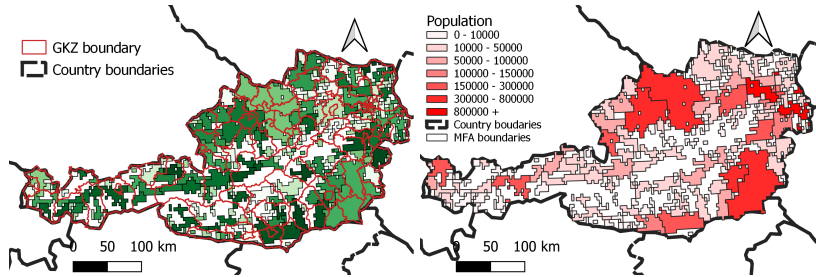 GKZ boundary
Country boundaries
0 50 100 km
Population
0 - 10000
10000 - 50000
50000 - 100000
100000 - 150000
150000 - 300000
300000 - 800000
800000 +
Country boudaries
MFA boundaries
0 50 100 km